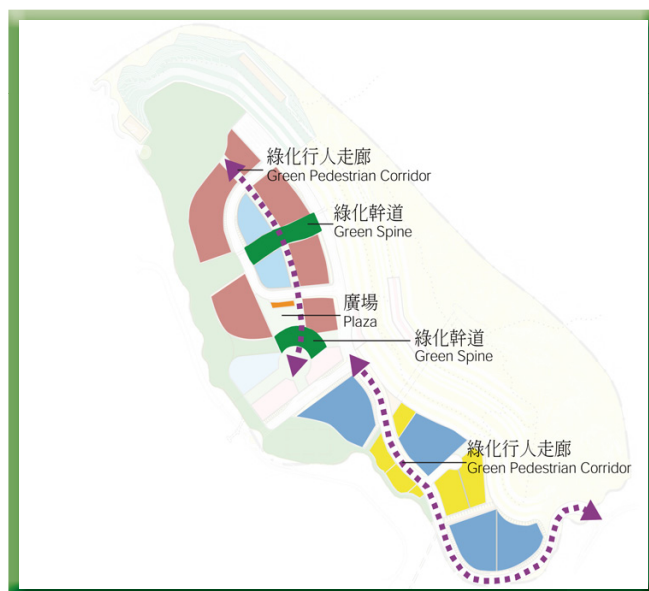 綠化行人走廊
Green Pedestrian Corridor
綠化幹道
Green Spine
廣場
Plaza
綠化幹道
Green Spine
綠化行人走廊
Green Pedestrian Corridor